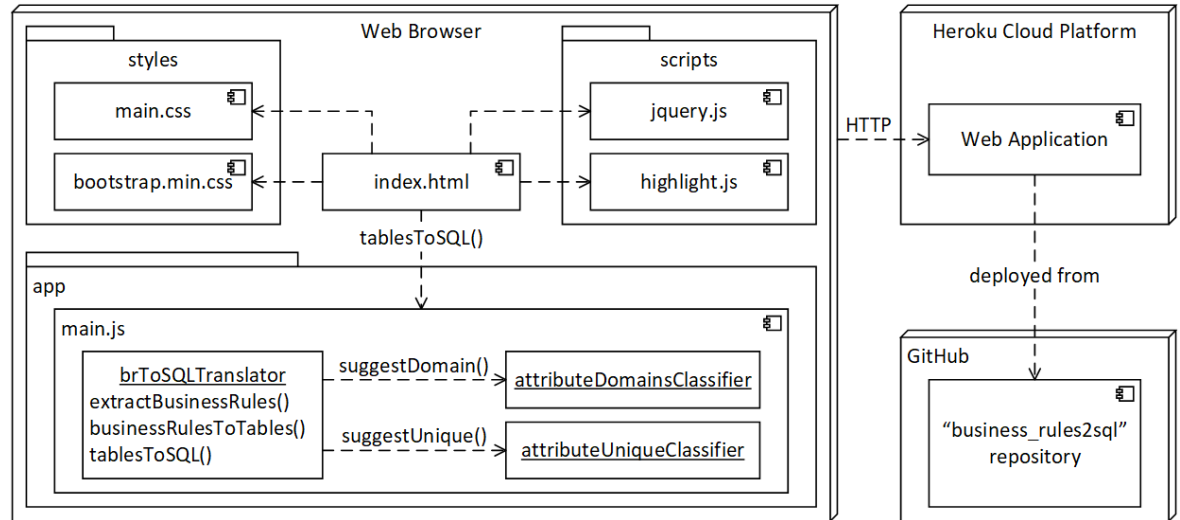 Web Browser
styles
main.css
bootstrap.min.css
index.html
scripts
jquery.js
highlight.js
tablesToSQL()
app
main.js
brToSQLTranslator
extractBusinessRules()
businessRulesToTables()
tablesToSQL()
suggestDomain()
attributeDomainsClassifier
suggestUnique()
attributeUniqueClassifier
HTTP
Heroku Cloud Platform
Web Application
deployed from
GitHub
“business_rules2sql”
repository